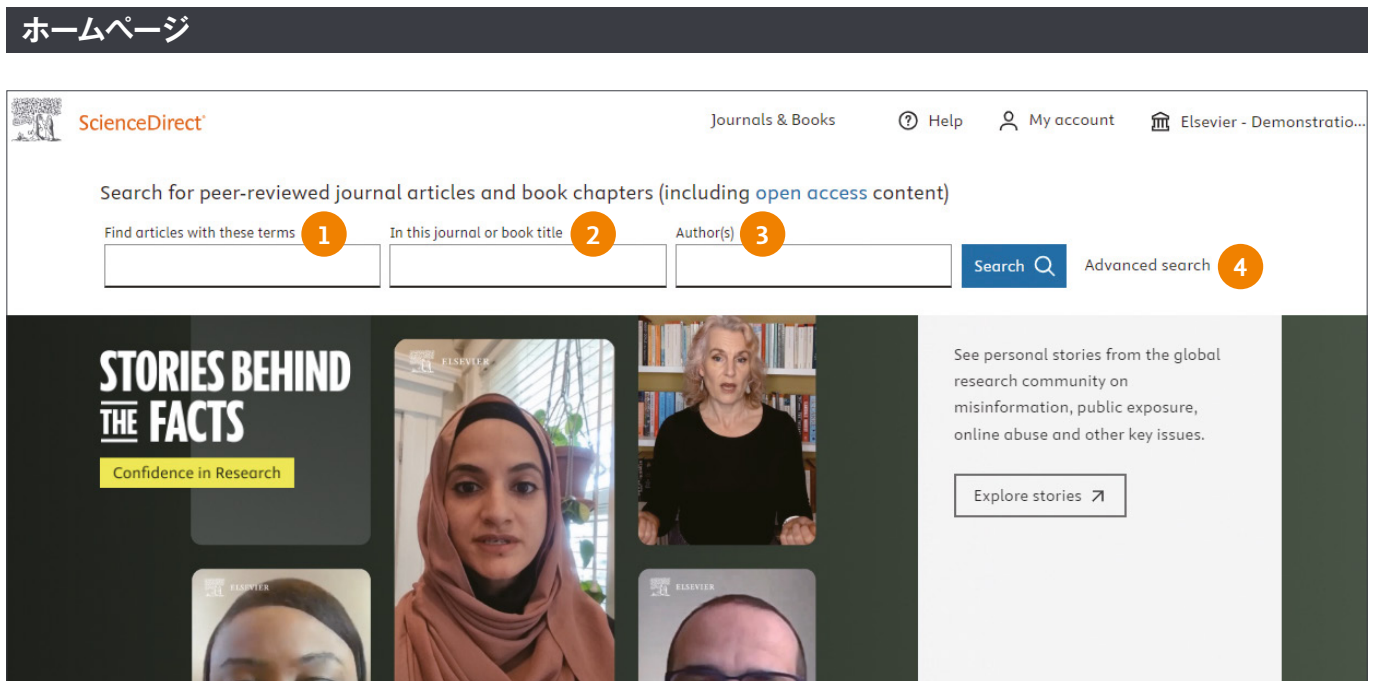 ホームページ
ScienceDirect®
Journals & Books
? Help
My account
Elsevier - Demonstratio...
Search for peer-reviewed journal articles and book chapters (including open access content)
Find articles with these terms 1
In this journal or book title 2
Author(s) 3
Search
Advanced search 4
STORIES BEHIND
THE FACTS
Confidence in Research
ELSEVIER
See personal stories from the global
research community on
misinformation, public exposure,
online abuse and other key issues.
Explore stories
ELSEVIER
ELSEVIER